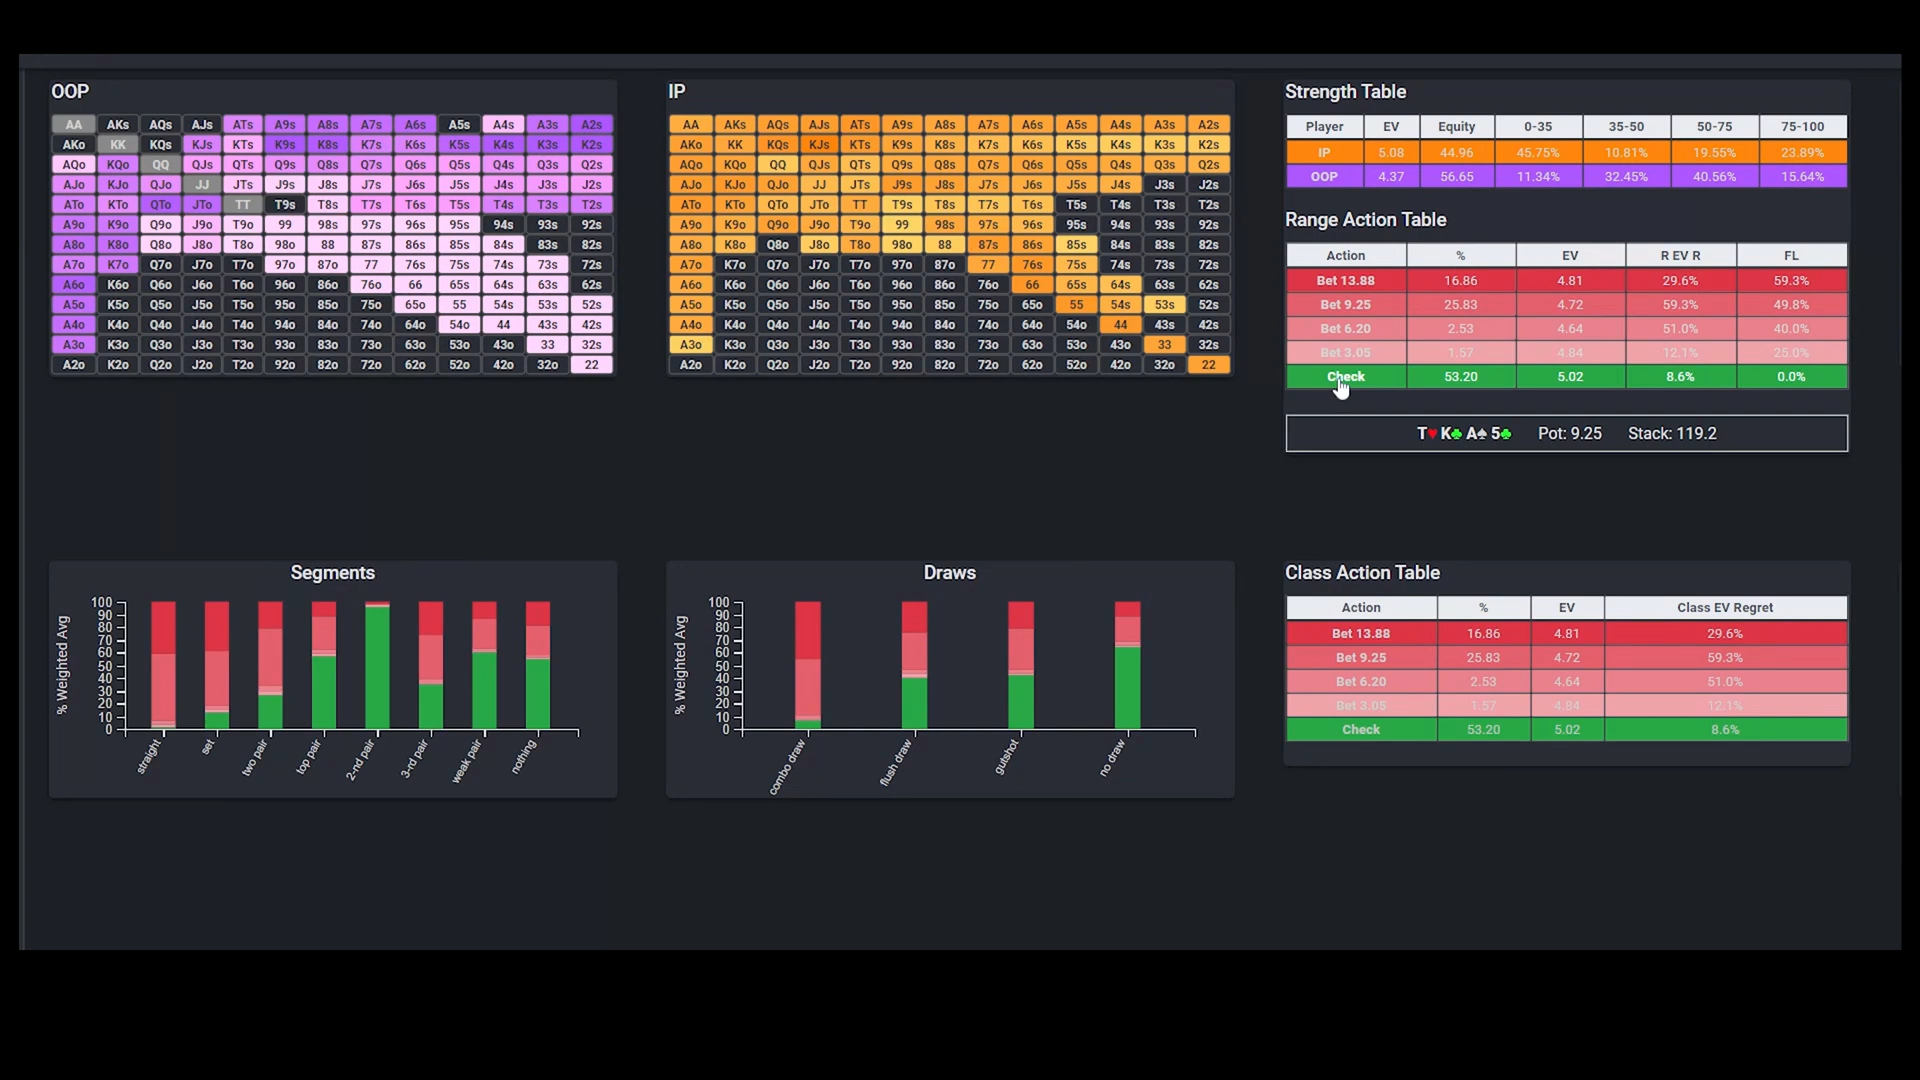 OOP
AA AKs AQs AJs ATs A9s A8s A7s A6s A5s A4s A3s A2s
AKo KK KQs KJs KTs K9s K8s K7s K6s K5s K4s K3s K2s
AQo KQo QQ QJs QTs Q9s Q8s Q7s Q6s Q5s Q4s Q3s Q2s
AJo KJo QJo JJ JTs J9s J8s J7s J6s J5s J4s J3s J2s
ATo KTo QTo JTo TT T9s T8s T7s T6s T5s T4s T3s T2s
A9o K9o Q9o J9o T9o 99 98s 97s 96s 95s 94s 93s 92s
A8o K8o Q8o J8o T8o 98o 88 87s 86s 85s 84s 83s 82s
A7o K7o Q7o J7o T7o 97o 87o 77 76s 75s 74s 73s 72s
A6o K6o Q6o J6o T6o 96o 86o 76o 66 65s 64s 63s 62s
A5o K5o Q5o J5o T5o 95o 85o 75o 65o 55 54s 53s 52s
A4o K4o Q4o J4o T4o 94o 84o 74o 64o 54o 44 43s 42s
A3o K3o Q3o J3o T3o 93o 83o 73o 63o 53o 43o 33 32s
A2o K2o Q2o J2o T2o 92o 82o 72o 62o 52o 42o 32o 22
IP
AA AKs AQs AJs ATs A9s A8s A7s A6s A5s A4s A3s A2s
AKo KK KQs KJs KTs K9s K8s K7s K6s K5s K4s K3s K2s
AQo KQo QQ QJs QTs Q9s Q8s Q7s Q6s Q5s Q4s Q3s Q2s
AJo KJo QJo JJ JTs J9s J8s J7s J6s J5s J4s J3s J2s
ATo KTo QTo JTo TT T9s T8s T7s T6s T5s T4s T3s T2s
A9o K9o Q9o J9o T9o 99 98s 97s 96s 95s 94s 93s 92s
A8o K8o Q8o J8o T8o 98o 88 87s 86s 85s 84s 83s 82s
A7o K7o Q7o J7o T7o 97o 87o 77 76s 75s 74s 73s 72s
A6o K6o Q6o J6o T6o 96o 86o 76o 66 65s 64s 63s 62s
A5o K5o Q5o J5o T5o 95o 85o 75o 65o 55 54s 53s 52s
A4o K4o Q4o J4o T4o 94o 84o 74o 64o 54o 44 43s 42s
A3o K3o Q3o J3o T3o 93o 83o 73o 63o 53o 43o 33 32s
A2o K2o Q2o J2o T2o 92o 82o 72o 62o 52o 42o 32o 22
Strength Table
Player EV Equity 0-35 35-50 50-75 75-100
IP 5.08 44.96 45.75% 10.81% 19.55% 23.89%
OOP 4.37 56.65 11.34% 32.45% 40.56% 15.64%
Range Action Table
Action % EV R EV R FL
Bet 13.88 16.86 4.81 29.6% 59.3%
Bet 9.25 25.83 4.72 59.3% 49.8%
Bet 6.20 2.53 4.64 51.0% 40.0%
Bet 3.05 1.57 4.84 12.1% 25.0%
Check 53.20 5.02 8.6% 0.0%
T♥ K♣ A♠ 5♣ Pot: 9.25 Stack: 119.2
Segments
% Weighted Avg
100
90
80
70
60
50
40
30
20
10
0
straight
set
two pair
top pair
2-nd pair
3-rd pair
weak pair
nothing
Draws
% Weighted Avg
100
90
80
70
60
50
40
30
20
10
0
combo draw
flush draw
gutshot
no draw
Class Action Table
Action % EV Class EV Regret
Bet 13.88 16.86 4.81 29.6%
Bet 9.25 25.83 4.72 59.3%
Bet 6.20 2.53 4.64 51.0%
Bet 3.05 1.57 4.84 12.1%
Check 53.20 5.02 8.6%